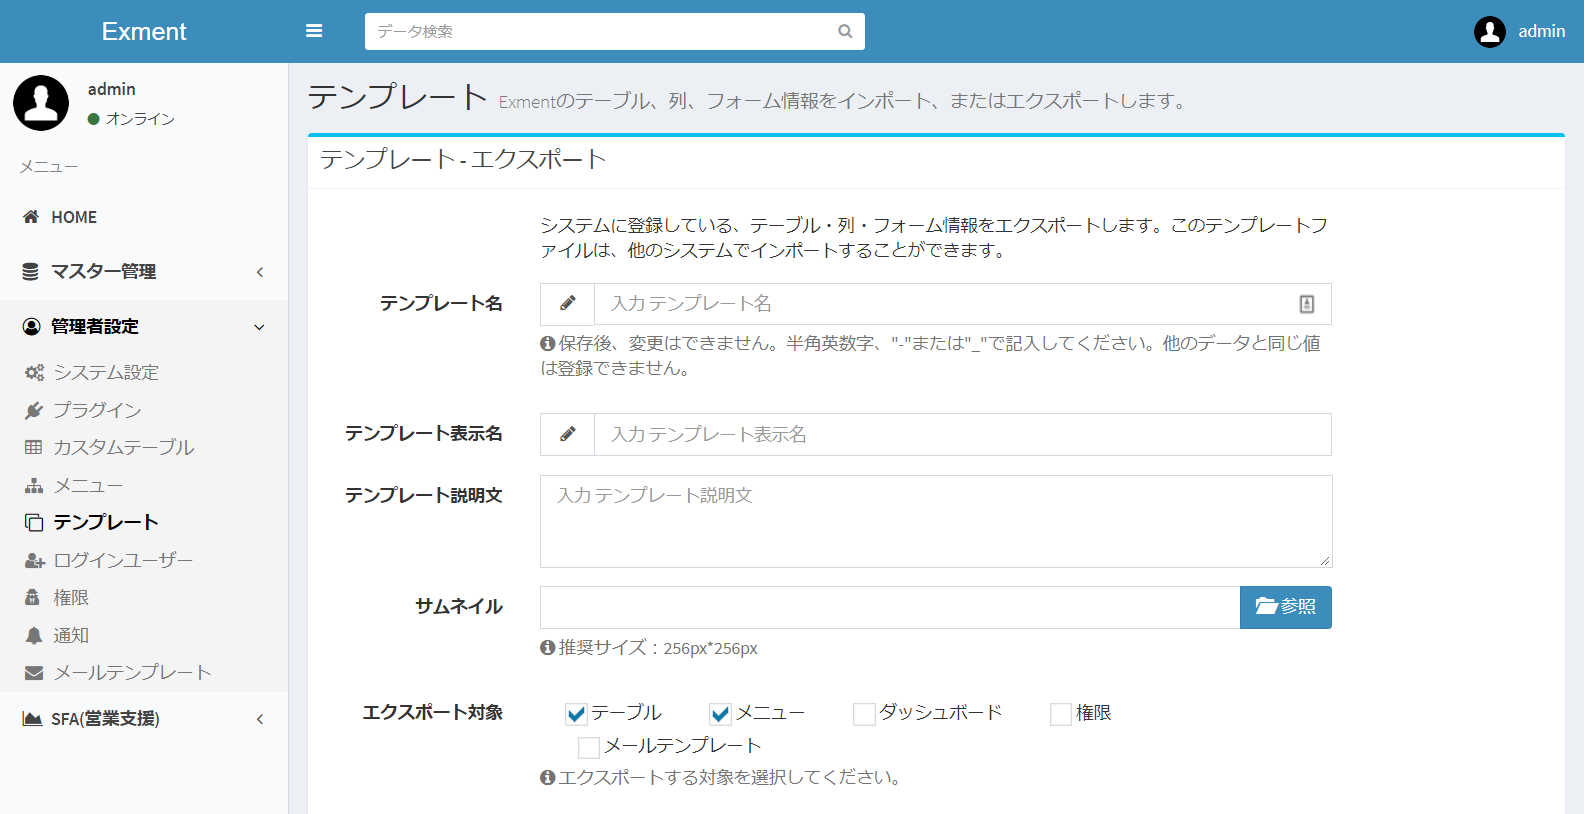 Exment
データ検索
admin
admin
オンライン
メニュー
HOME
マスター管理
管理者設定
システム設定
プラグイン
カスタムテーブル
メニュー
テンプレート
ログインユーザー
権限
通知
メールテンプレート
SFA(営業支援)
テンプレート Exmentのテーブル、列、フォーム情報をインポート、またはエクスポートします。
テンプレート - エクスポート
システムに登録している、テーブル・列・フォーム情報をエクスポートします。このテンプレートフ
ァイルは、他のシステムでインポートすることができます。
テンプレート名 入力 テンプレート名
保存後、変更はできません。半角英数字、"-"または"_"で記入してください。他のデータと同じ値
は登録できません。
テンプレート表示名 入力 テンプレート表示名
テンプレート説明文 入力 テンプレート説明文
サムネイル 参照
推奨サイズ：256px*256px
エクスポート対象 テーブル メニュー ダッシュボード 権限
メールテンプレート
エクスポートする対象を選択してください。